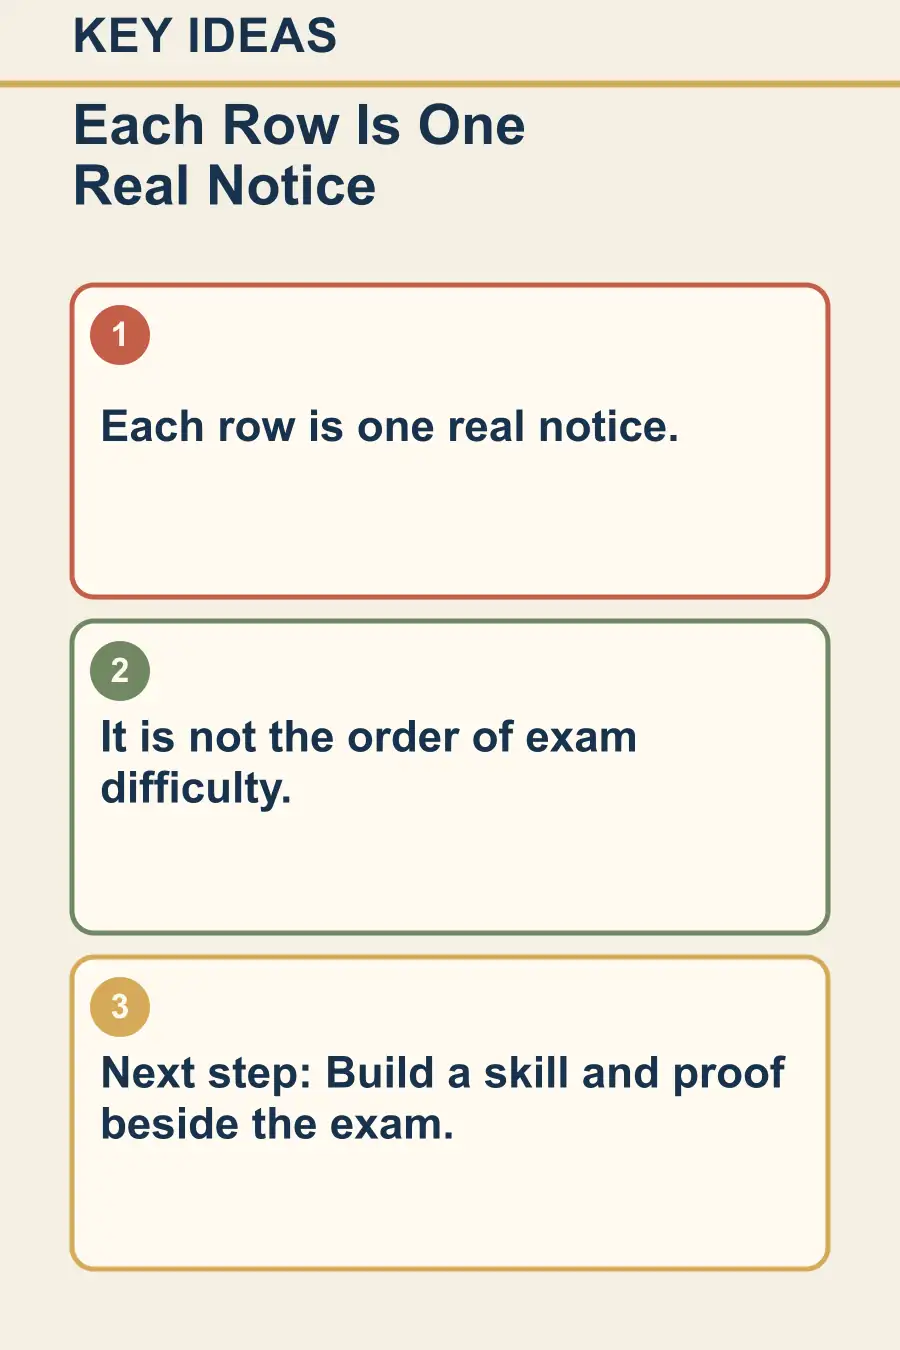 KEY IDEAS
Each Row Is One
Real Notice
1
Each row is one real notice.
2
It is not the order of exam
difficulty.
3
Next step: Build a skill and proof
beside the exam.